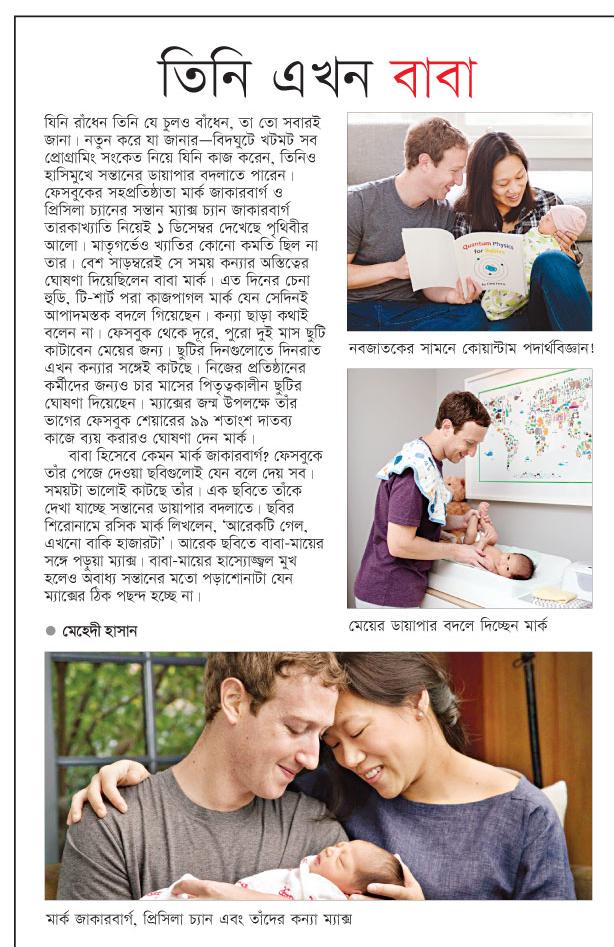 তিনি এখন বাবা
যিনি রাঁধেন তিনি যে চুলও বাঁধেন, তা তো সবারই
জানা। নতুন করে যা জানার—বিদঘুটে খটমট সব
প্রোগ্রামিং সংকেত নিয়ে যিনি কাজ করেন, তিনিও
হাসিমুখে সন্তানের ডায়াপার বদলাতে পারেন।
ফেসবুকের সহপ্রতিষ্ঠাতা মার্ক জাকারবার্গ ও
প্রিসিলা চ্যানের সন্তান ম্যাক্স চ্যান জাকারবার্গ
তারকাখ্যাতি নিয়েই ১ ডিসেম্বর দেখেছে পৃথিবীর
আলো। মাতৃগর্ভেও খ্যাতির কোনো কমতি ছিল না
তার। বেশ সাড়ম্বরেই সে সময় কন্যার অস্তিত্বের
ঘোষণা দিয়েছিলেন বাবা মার্ক। এত দিনের চেনা
হুডি, টি-শার্ট পরা কাজপাগল মার্ক যেন সেদিনই
আপাদমস্তক বদলে গিয়েছেন। কন্যা ছাড়া কথাই
বলেন না। ফেসবুক থেকে দূরে, পুরো দুই মাস ছুটি
কাটাবেন মেয়ের জন্য। ছুটির দিনগুলোতে দিনরাত
এখন কন্যার সঙ্গেই কাটছে। নিজের প্রতিষ্ঠানের
কর্মীদের জন্যও চার মাসের পিতৃত্বকালীন ছুটির
ঘোষণা দিয়েছেন। ম্যাক্সের জন্ম উপলক্ষে তাঁর
ভাগের ফেসবুক শেয়ারের ৯৯ শতাংশ দাতব্য
কাজে ব্যয় করারও ঘোষণা দেন মার্ক।
বাবা হিসেবে কেমন মার্ক জাকারবার্গ? ফেসবুকে
তাঁর পেজে দেওয়া ছবিগুলোই যেন বলে দেয় সব।
সময়টা ভালোই কাটছে তাঁর। এক ছবিতে তাঁকে
দেখা যাচ্ছে সন্তানের ডায়াপার বদলাতে। ছবির
শিরোনামে রসিক মার্ক লিখলেন, ‘আরেকটি গেল,
এখনো বাকি হাজারটা’। আরেক ছবিতে বাবা-মায়ের
সঙ্গে পড়ুয়া ম্যাক্স। বাবা-মায়ের হাস্যোজ্জ্বল মুখ
হলেও অবাধ্য সন্তানের মতো পড়াশোনাটা যেন
ম্যাক্সের ঠিক পছন্দ হচ্ছে না।
● মেহেদী হাসান
Quantum Physics
for Babies
নবজাতকের সামনে কোয়ান্টাম পদার্থবিজ্ঞান!
মেয়ের ডায়াপার বদলে দিচ্ছেন মার্ক
মার্ক জাকারবার্গ, প্রিসিলা চ্যান এবং তাঁদের কন্যা ম্যাক্স